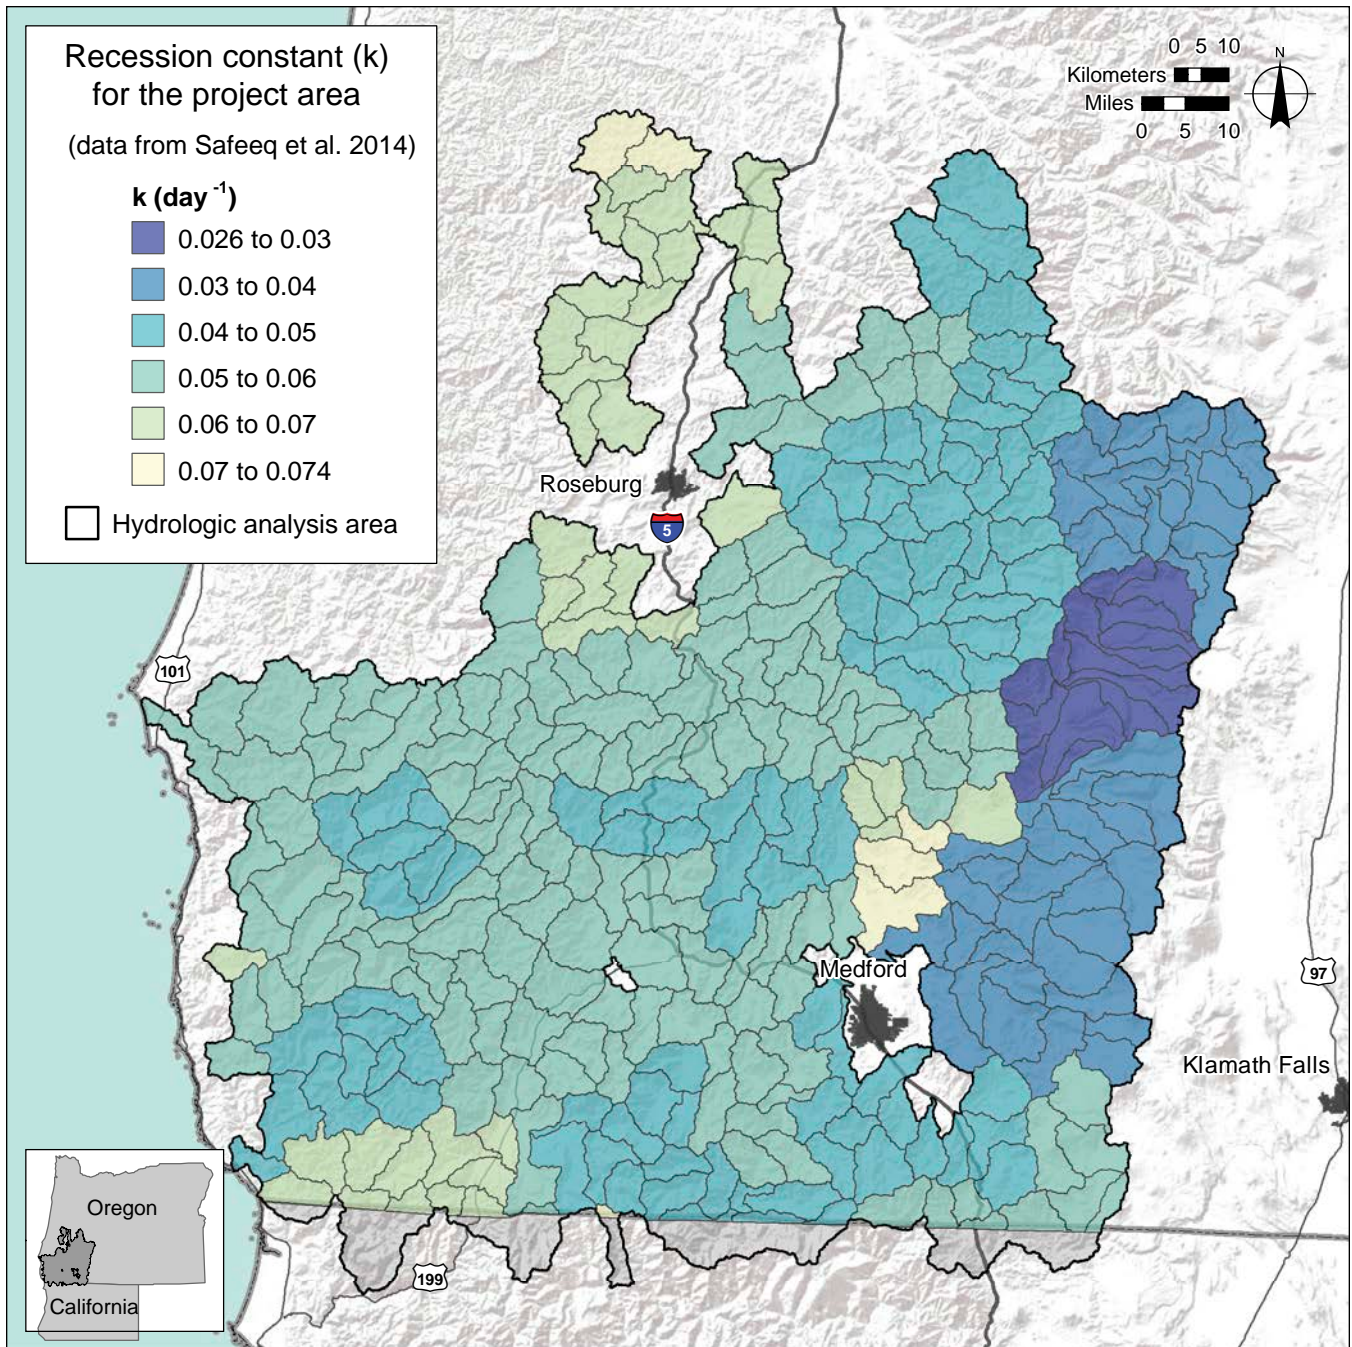 Recession constant (k)
for the project area
(data from Safeeq et al. 2014)
k (day -1)
0.026 to 0.03
0.03 to 0.04
0.04 to 0.05
0.05 to 0.06
0.06 to 0.07
0.07 to 0.074
Hydrologic analysis area
0 5 10
Kilometers
Miles
0 5 10
N
Roseburg
5
101
Medford
97
Klamath Falls
199
Oregon
California